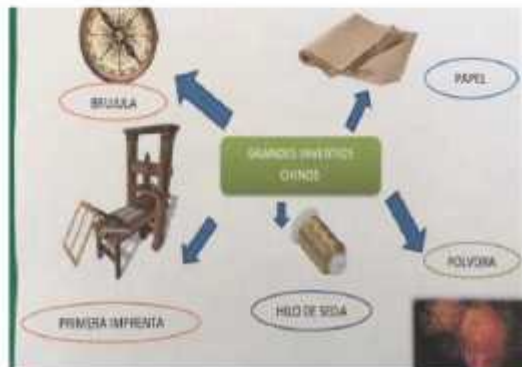 BRUJULA
PAPEL
GRANDES INVENTOS
CHINOS
POLVORA
HILO DE SEDA
PRIMERA IMPRENTA